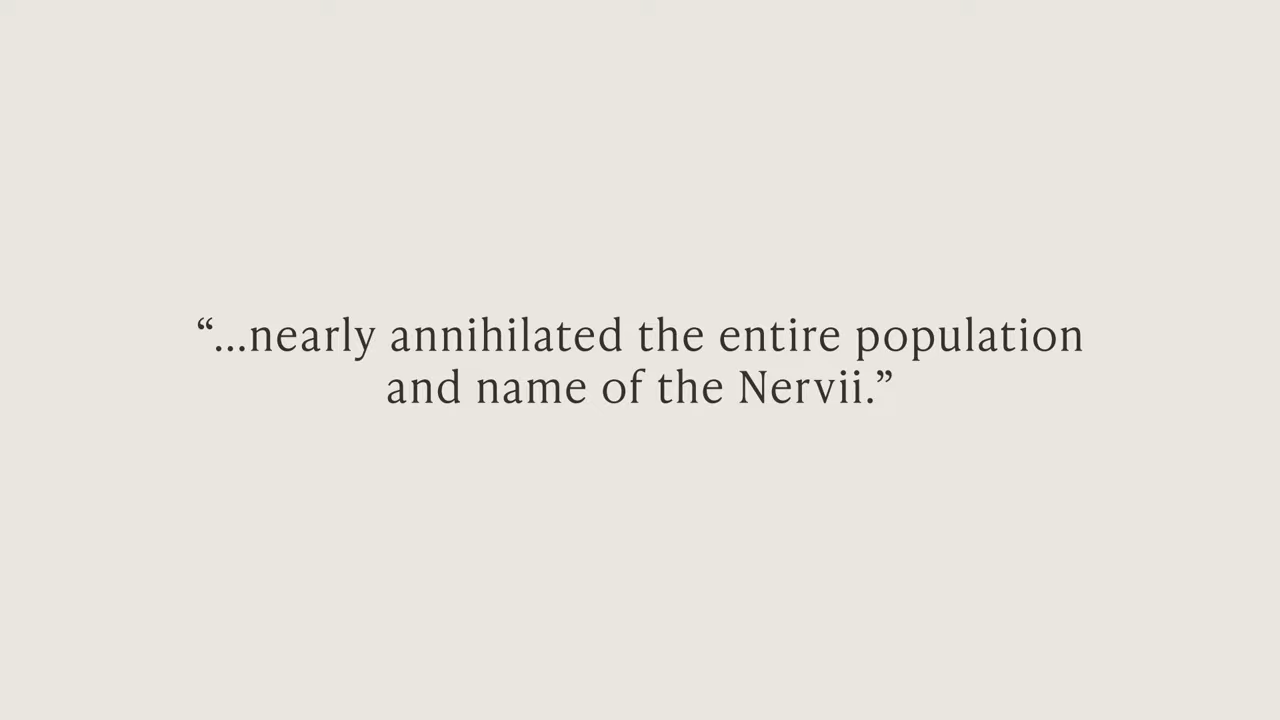 “...nearly annihilated the entire population
and name of the Nervii.”